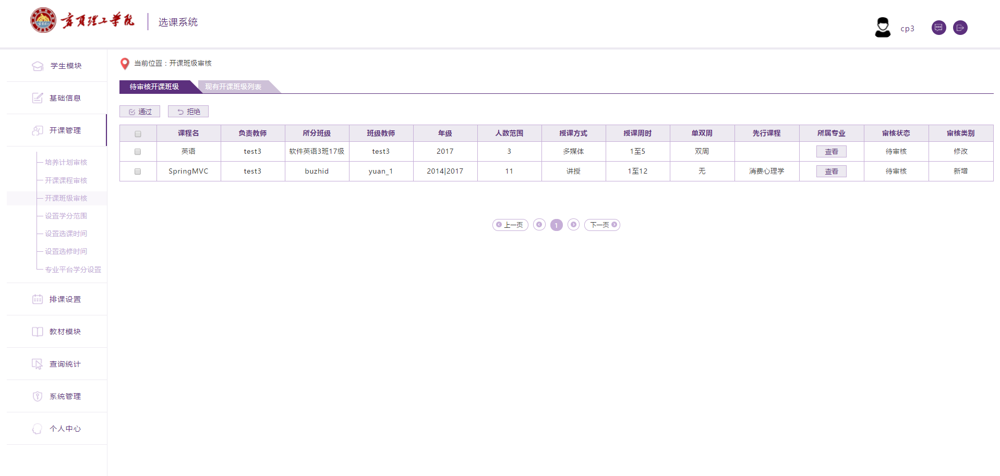 宁夏理工学院
选课系统
cp3
学生模块
基础信息
开课管理
培养计划审核
开课课程审核
开课班级审核
设置学分范围
设置选课时间
设置选修时间
专业平台学分设置
排课设置
教材模块
查询统计
系统管理
个人中心
当前位置：开课班级审核
待审核开课班级 现有开课班级列表
通过 拒绝
课程名 负责教师 所分班级 班级教师 年级 人数范围 授课方式 授课周时 单双周 先行课程 所属专业 审核状态 审核类别
英语 test3 软件英语3班17级 test3 2017 3 多媒体 1至5 双周 查看 待审核 修改
SpringMVC test3 buzhid yuan_1 2014|2017 11 讲授 1至12 无 消费心理学 查看 待审核 新增
上一页 1 下一页